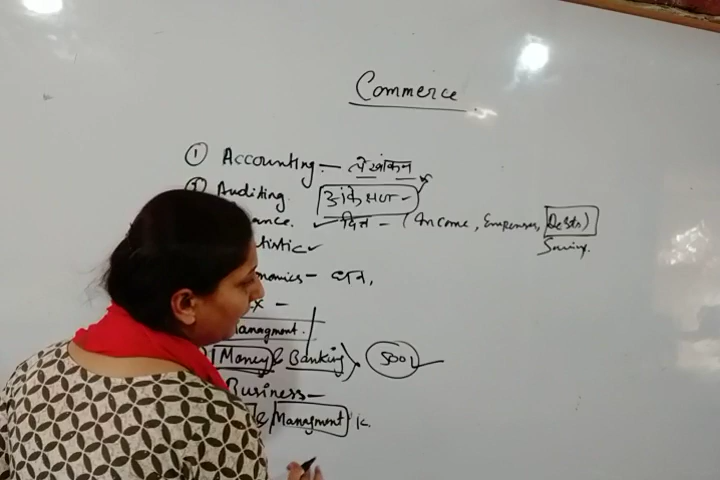 Commerce
① Accounting — लेखांकन
Auditing अंकेक्षण -
ance. ✓ वित्त - (Income, Expenses, Debts)
Saving.
tistic ✓
nomics - धन,
x -
Managment.
(Money & Banking). 500 ✓
Business —
& Managment